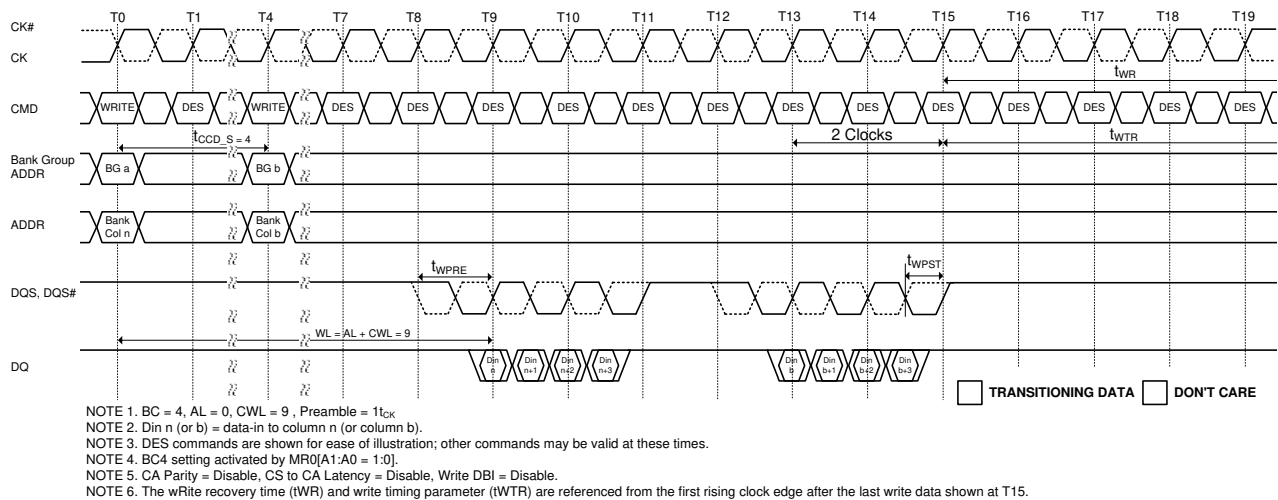 T0 T1 T4 T7 T8 T9 T10 T11 T12 T13 T14 T15 T16 T17 T18 T19
CK#
CK
tWR
CMD WRITE DES WRITE DES DES DES DES DES DES DES DES DES DES DES DES DES
tCCD_S = 4
2 Clocks
tWTR
Bank Group
ADDR
BG a BG b
ADDR
Bank
Col n
Bank
Col b
tWPRE
tWPST
DQS, DQS#
WL = AL + CWL = 9
DQ
Din
n
Din
n+1
Din
n+2
Din
n+3
Din
b
Din
b+1
Din
b+2
Din
b+3
TRANSITIONING DATA DON'T CARE
NOTE 1. BC = 4, AL = 0, CWL = 9 , Preamble = 1tCK
NOTE 2. Din n (or b) = data-in to column n (or column b).
NOTE 3. DES commands are shown for ease of illustration; other commands may be valid at these times.
NOTE 4. BC4 setting activated by MR0[A1:A0 = 1:0].
NOTE 5. CA Parity = Disable, CS to CA Latency = Disable, Write DBI = Disable.
NOTE 6. The wRite recovery time (tWR) and write timing parameter (tWTR) are referenced from the first rising clock edge after the last write data shown at T15.